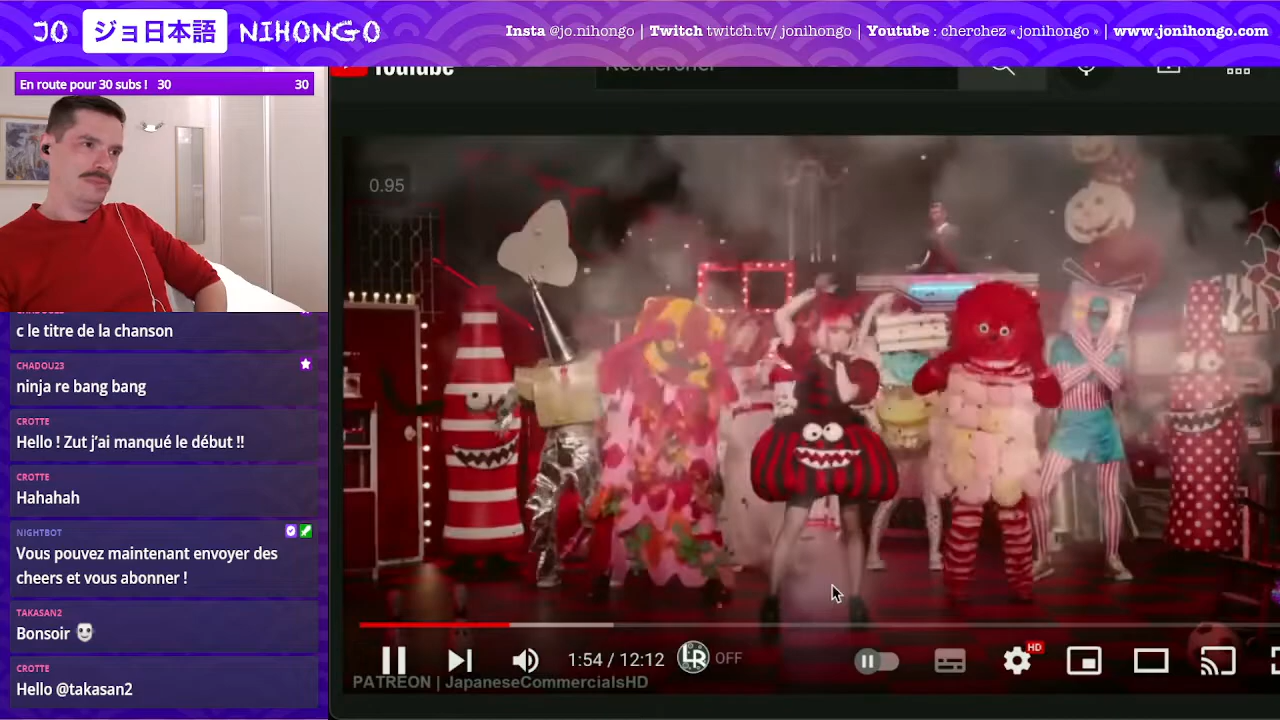 JO ジョ日本語 NIHONGO
Insta @jo.nihongo | Twitch twitch.tv/ jonihongo | Youtube : cherchez « jonihongo » | www.jonihongo.com
En route pour 30 subs ! 30 30
YouTube
Rechercher
0.95
c le titre de la chanson
CHADOU23
ninja re bang bang
CROTTE
Hello ! Zut j'ai manqué le début !!
CROTTE
Hahahah
NIGHTBOT
Vous pouvez maintenant envoyer des
cheers et vous abonner !
TAKASAN2
Bonsoir
CROTTE
Hello @takasan2
1:54 / 12:12 LR OFF HD
PATREON | JapaneseCommercialsHD